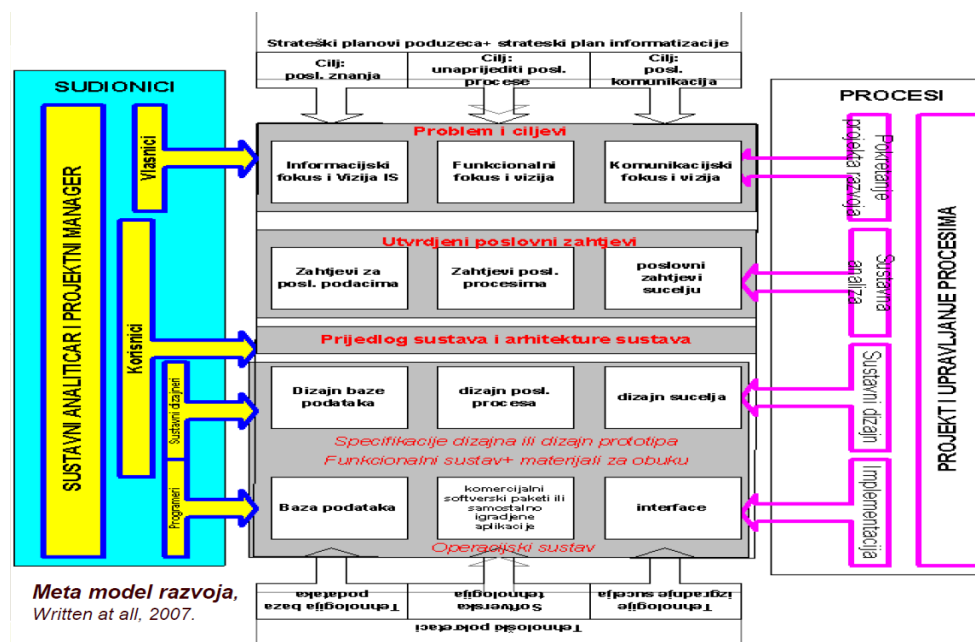 Strateški planovi poduzeca+ strateski plan informatizacije
Cilj:
posl. znanja
Cilj:
unaprijediti posl.
procese
Cilj:
posl.
komunikacija
SUDIONICI
SUSTAVNI ANALITICAR I PROJEKTNI MANAGER
Vlasnici
Korisnici
Sustavni dizajneri
Programeri
Problem i ciljevi
Informacijski
fokus i Vizija IS
Funkcionalni
fokus i vizija
Komunikacijski
fokus i vizija
Utvrdjeni poslovni zahtjevi
Zahtjevi za
posl. podacima
Zahtjevi posl.
procesima
poslovni
zahtjevi
sucelju
Prijedlog sustava i arhitekture sustava
Dizajn baze
podataka
dizajn posl.
procesa
dizajn sucelja
Specifikacije dizajna ili dizajn prototipa
Funkcionalni sustav+ materijali za obuku
Baza podataka
komercijalni
softverski paketi ili
samostalno
igradjene
aplikacije
interface
Operacijski sustav
PROCESI
Pokretanje
projekta razvoja
Sustavna
analiza
Sustavni dizajn
Implementacija
PROJEKT I UPRAVLJANJE PROCESIMA
Tehnologija baza
podataka
Softverska
tehnologija
Tehnologije
izgradnje sucelja
Tehnološki pokretaci
Meta model razvoja,
Written at all, 2007.